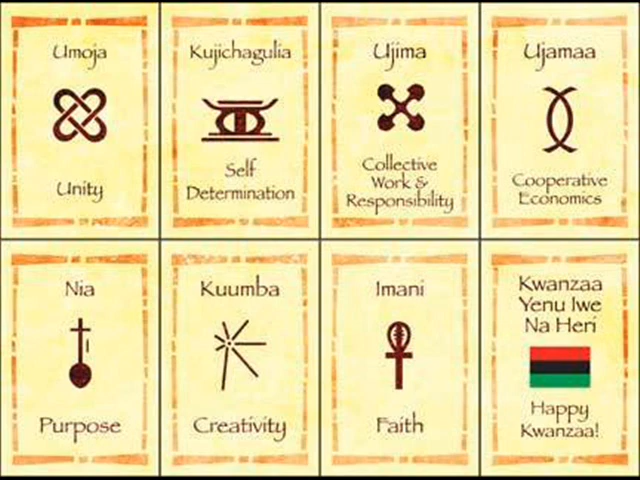 Umoja
Unity
Kujichagulia
Self
Determination
Ujima
Collective
Work &
Responsibility
Ujamaa
Cooperative
Economics
Nia
Purpose
Kuumba
Creativity
Imani
Faith
Kwanzaa
Yenu Iwe
Na Heri
Happy
Kwanzaa!